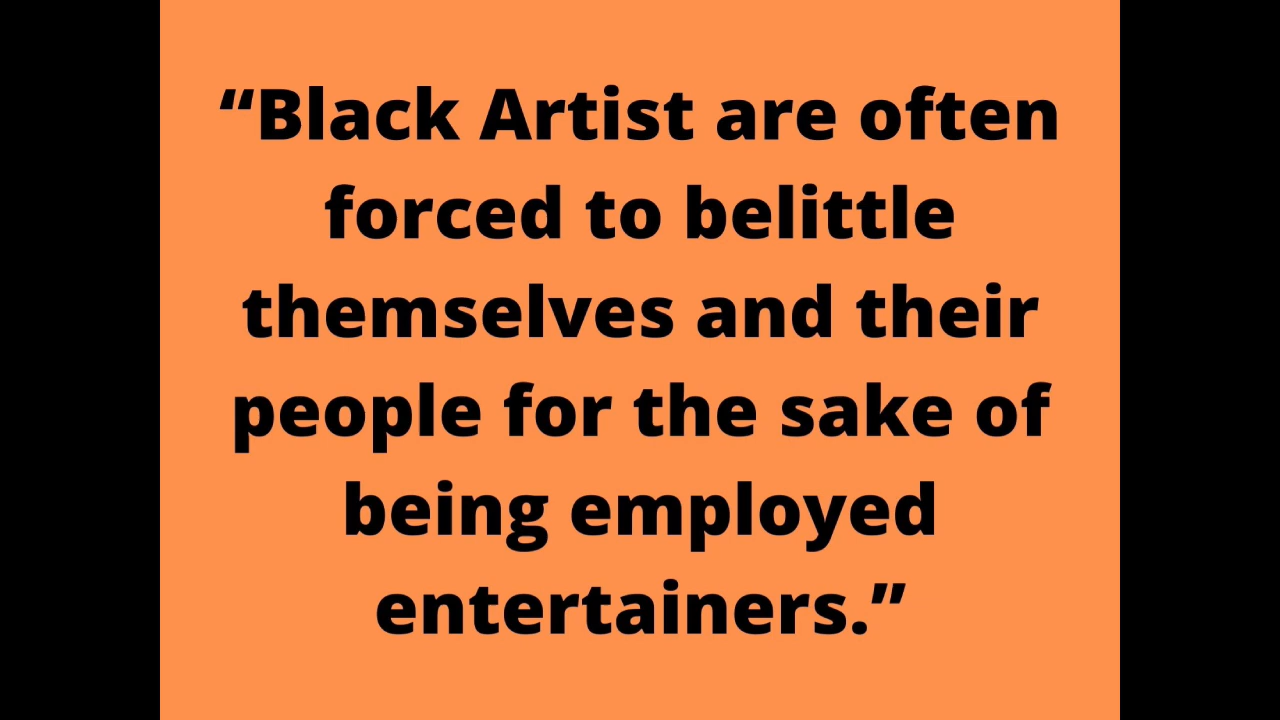 “Black Artist are often
forced to belittle
themselves and their
people for the sake of
being employed
entertainers.”